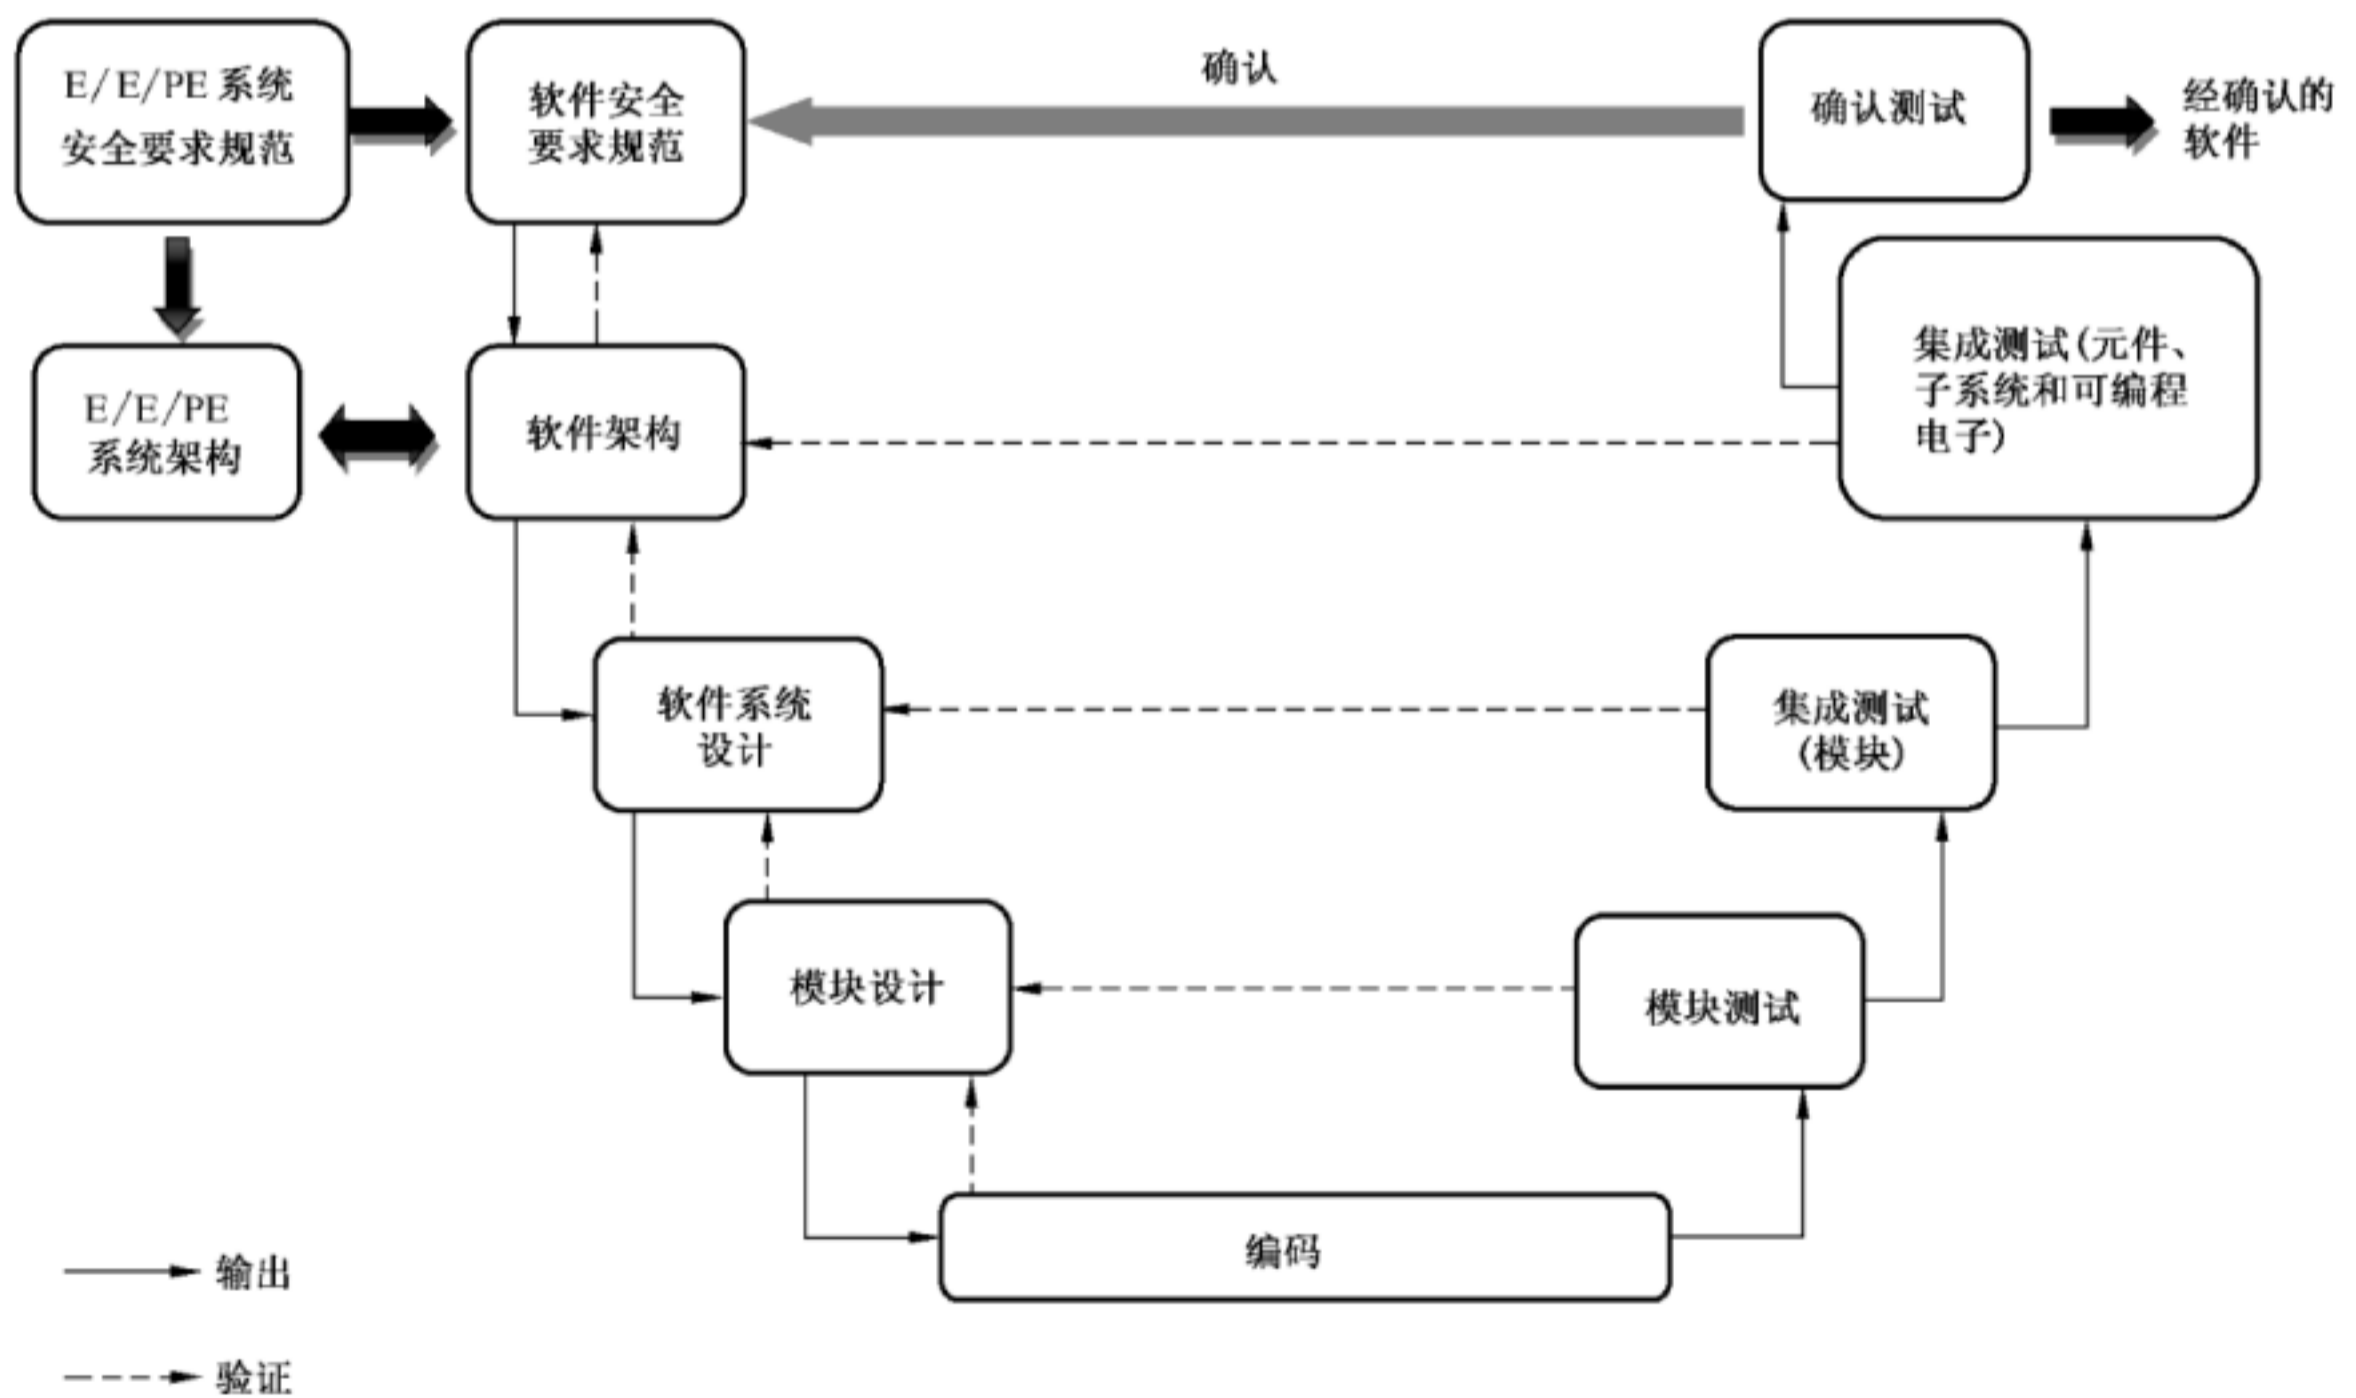 E/E/PE 系统
安全要求规范
软件安全
要求规范
确认
确认测试
经确认的
软件
E/E/PE
系统架构
软件架构
集成测试(元件、
子系统和可编程
电子)
软件系统
设计
集成测试
(模块)
模块设计
模块测试
编码
输出
验证